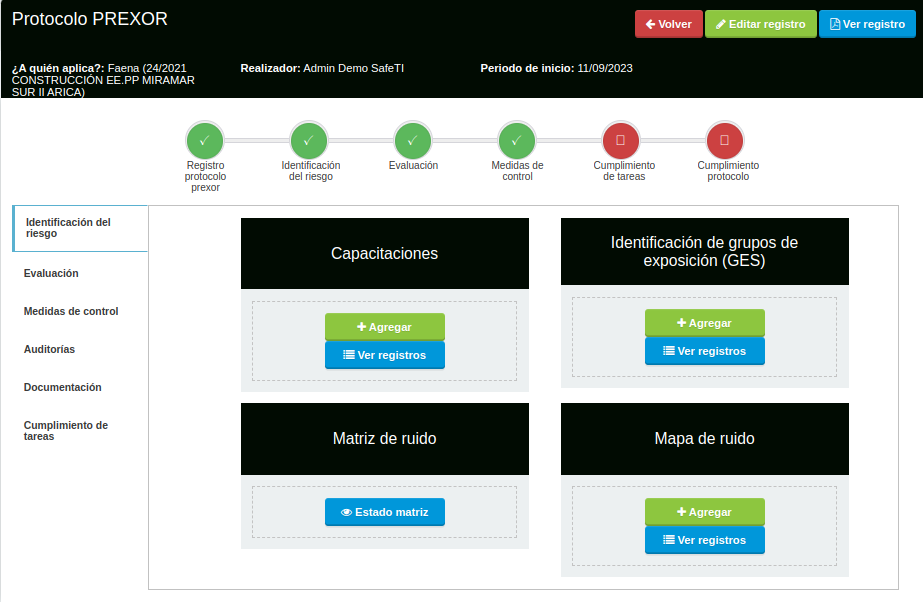 Protocolo PREXOR
Volver
Editar registro
Ver registro
¿A quién aplica?: Faena (24/2021
CONSTRUCCIÓN EE.PP MIRAMAR
SUR II ARICA)
Realizador: Admin Demo SafeTI
Periodo de inicio: 11/09/2023
Registro
protocolo
prexor
Identificación
del riesgo
Evaluación
Medidas de
control
Cumplimiento
de tareas
Cumplimiento
protocolo
Identificación del
riesgo
Evaluación
Medidas de control
Auditorías
Documentación
Cumplimiento de
tareas
Capacitaciones
Agregar
Ver registros
Identificación de grupos de
exposición (GES)
Agregar
Ver registros
Matriz de ruido
Estado matriz
Mapa de ruido
Agregar
Ver registros